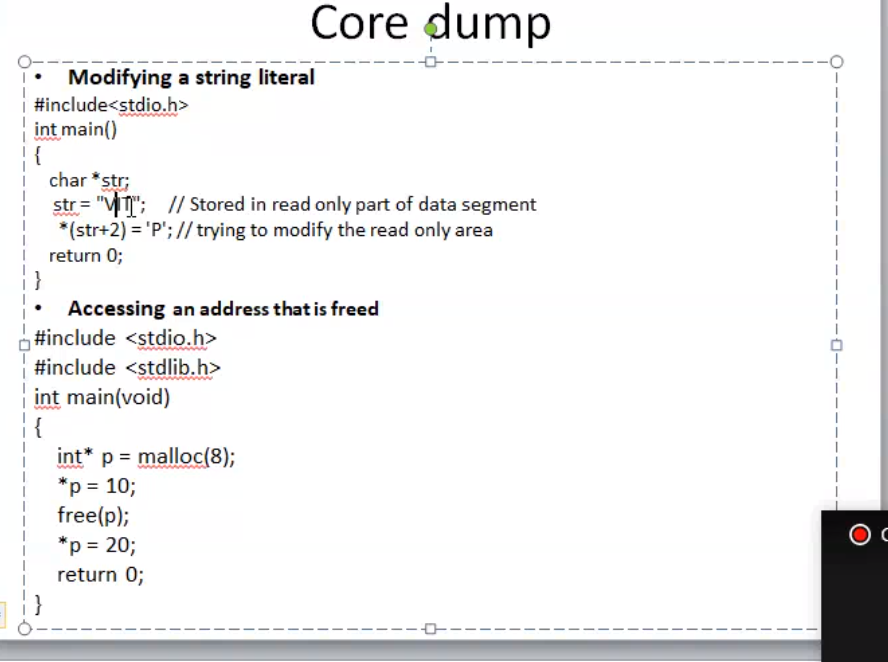 Core dump
• Modifying a string literal
#include<stdio.h>
int main()
{
char *str;
str = "VIT"; // Stored in read only part of data segment
*(str+2) = 'P'; // trying to modify the read only area
return 0;
}
• Accessing an address that is freed
#include <stdio.h>
#include <stdlib.h>
int main(void)
{
int* p = malloc(8);
*p = 10;
free(p);
*p = 20;
return 0;
}